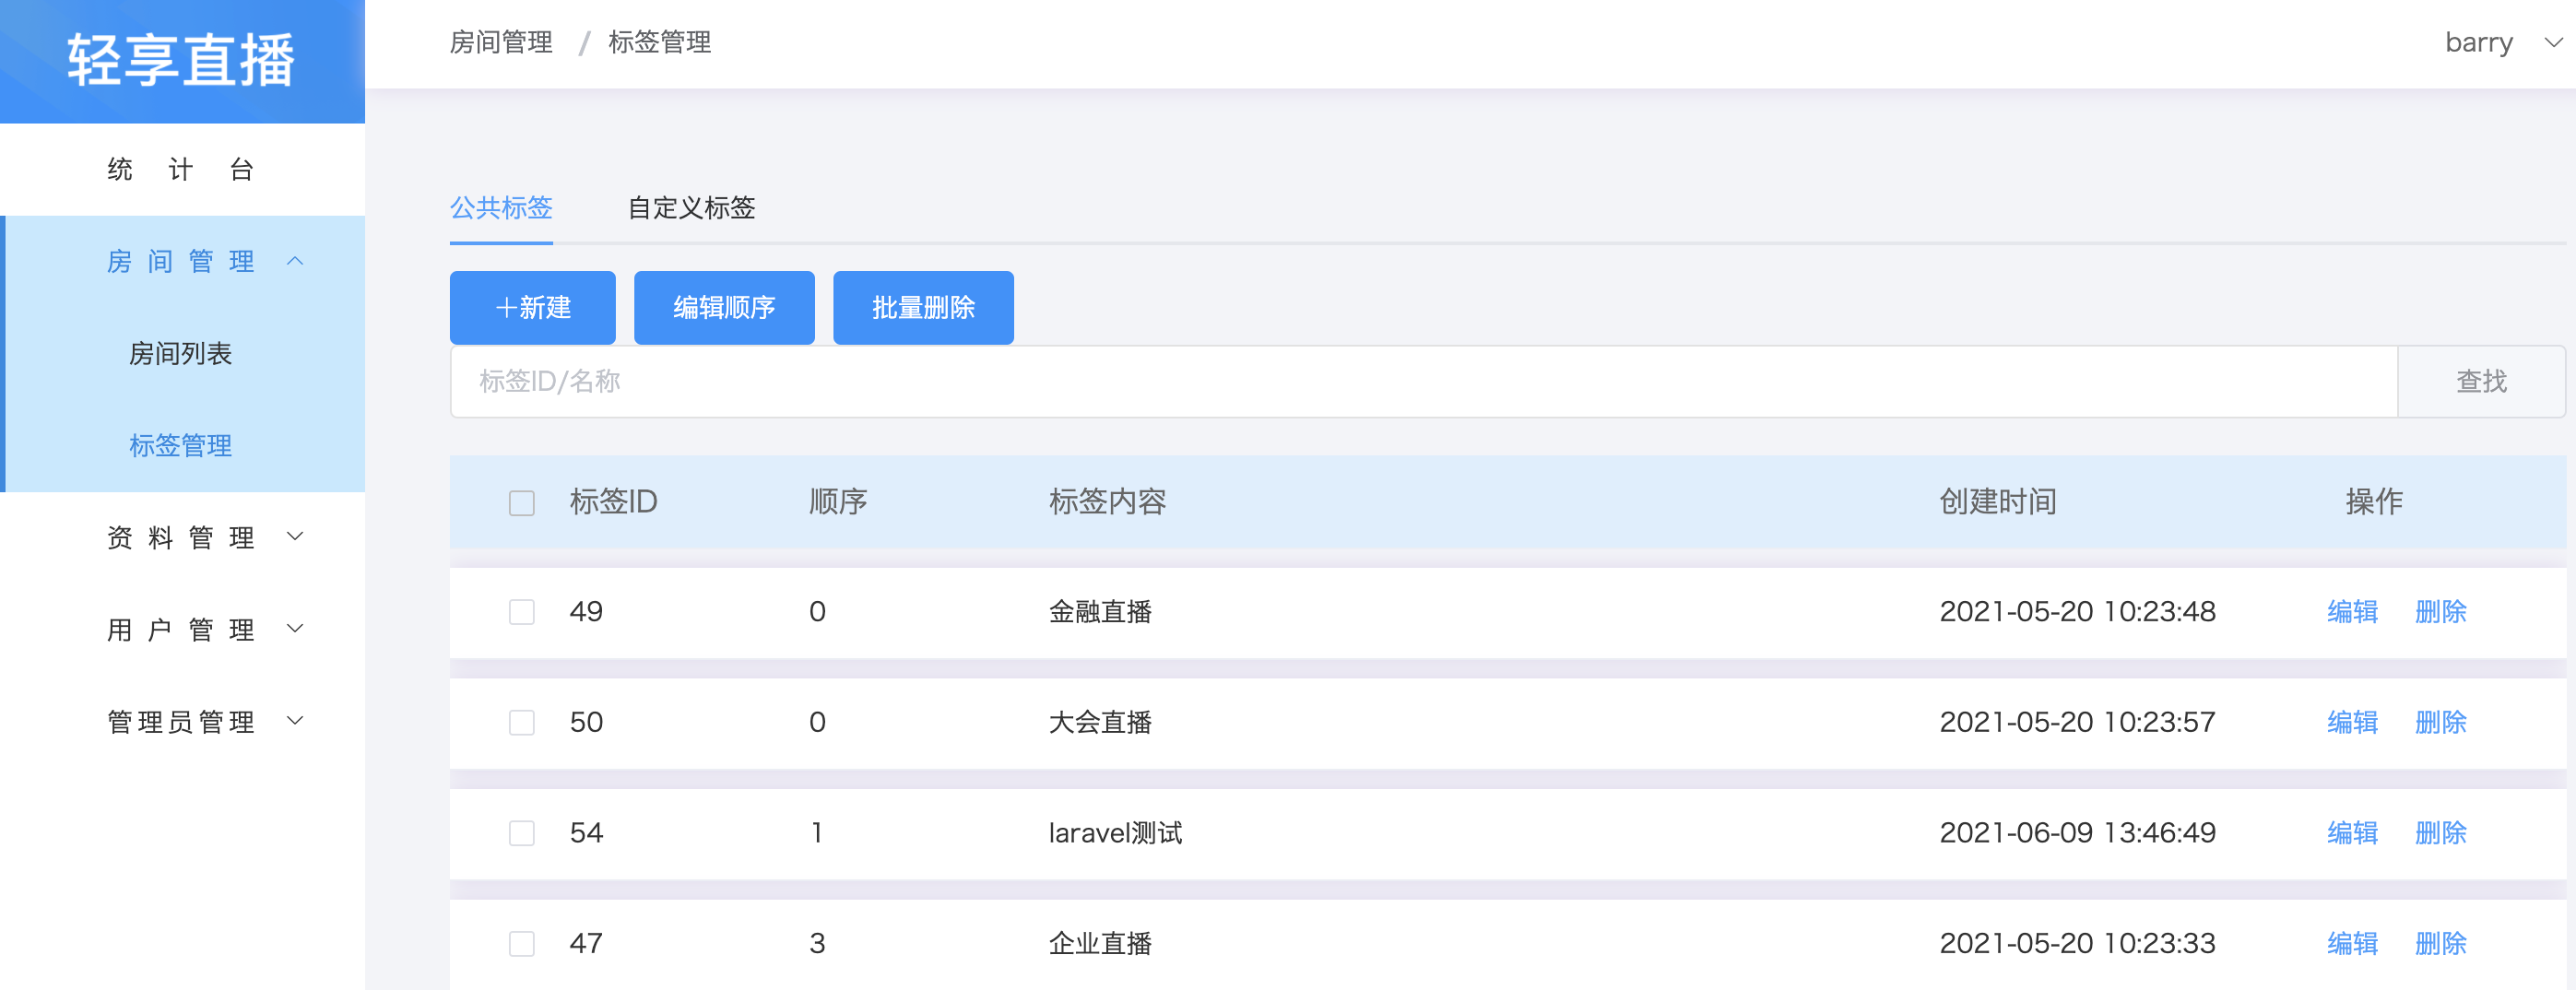 轻享直播
房间管理 / 标签管理
barry
统计台
房间管理
房间列表
标签管理
资料管理
用户管理
管理员管理
公共标签 自定义标签
+新建 编辑顺序 批量删除
标签ID/名称 查找
标签ID 顺序 标签内容 创建时间 操作
49 0 金融直播 2021-05-20 10:23:48 编辑 删除
50 0 大会直播 2021-05-20 10:23:57 编辑 删除
54 1 laravel测试 2021-06-09 13:46:49 编辑 删除
47 3 企业直播 2021-05-20 10:23:33 编辑 删除